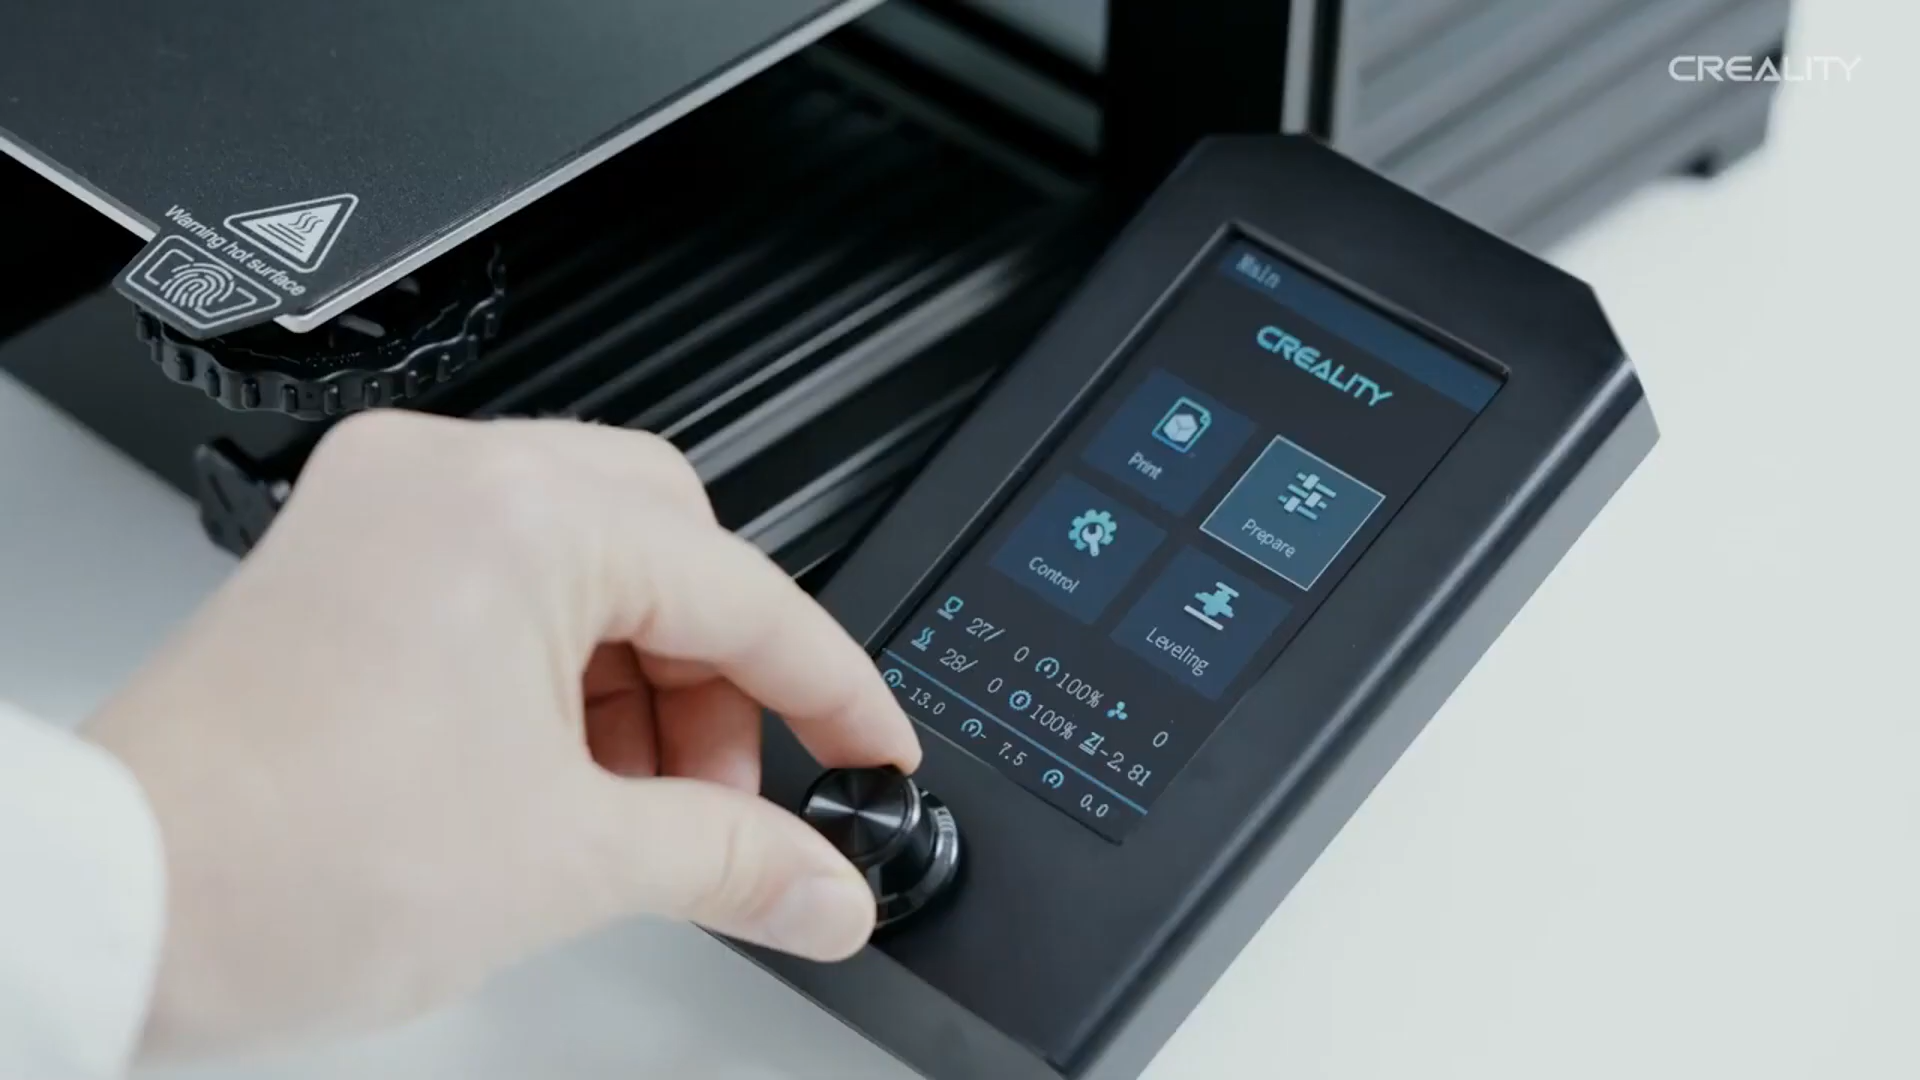 CREALITY
Warning hot surface
Main
CREALITY
Print
Prepare
Control
Leveling
27/ 0 100% 0
28/ 0 100% Z -2.81
X - 13.0 Y - 7.5 Z 0.0